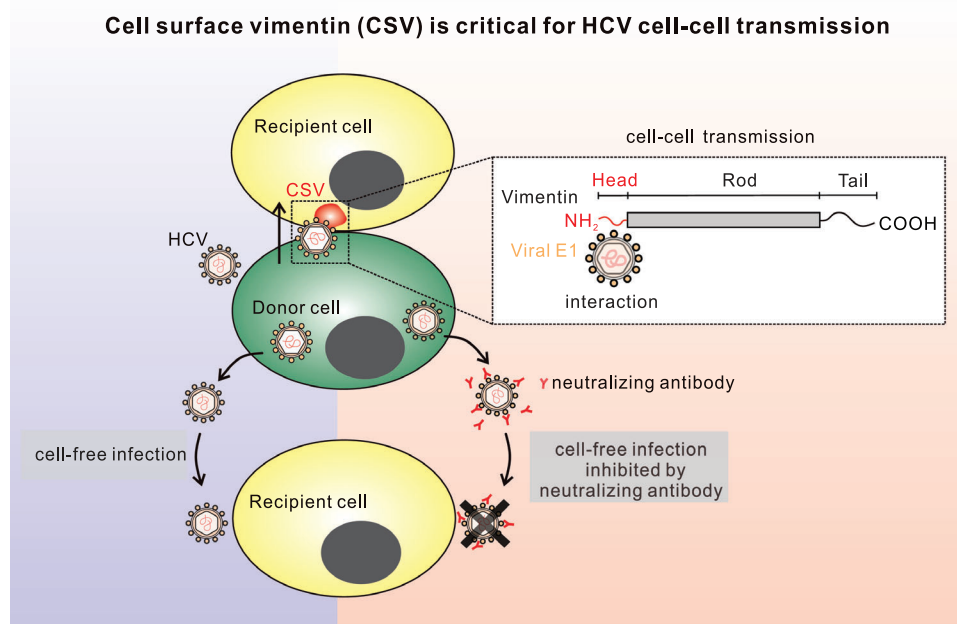 Cell surface vimentin (CSV) is critical for HCV cell-cell transmission
Recipient cell
CSV
HCV
Donor cell
cell-cell transmission
Head
Rod
Tail
Vimentin
NH2
COOH
Viral E1
interaction
Y neutralizing antibody
cell-free infection
cell-free infection
inhibited by
neutralizing antibody
Recipient cell